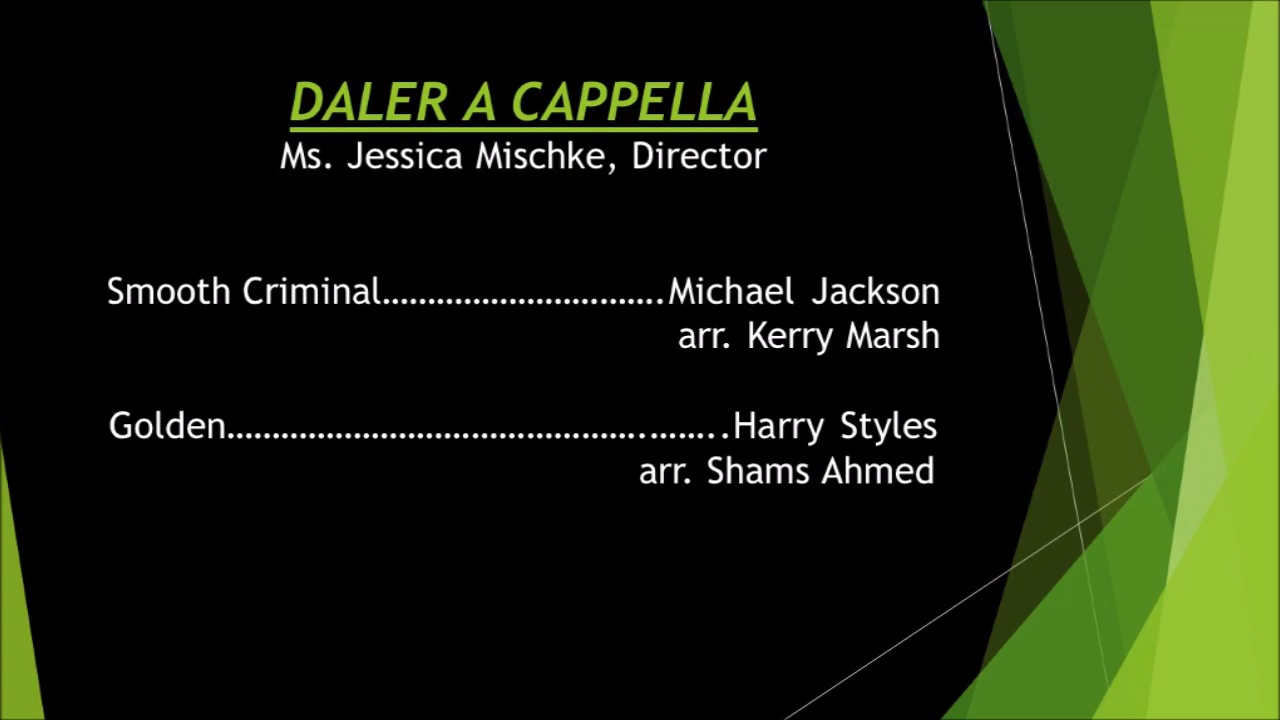 DALER A CAPPELLA
Ms. Jessica Mischke, Director
Smooth Criminal................................Michael Jackson
arr. Kerry Marsh
Golden..................................................Harry Styles
arr. Shams Ahmed